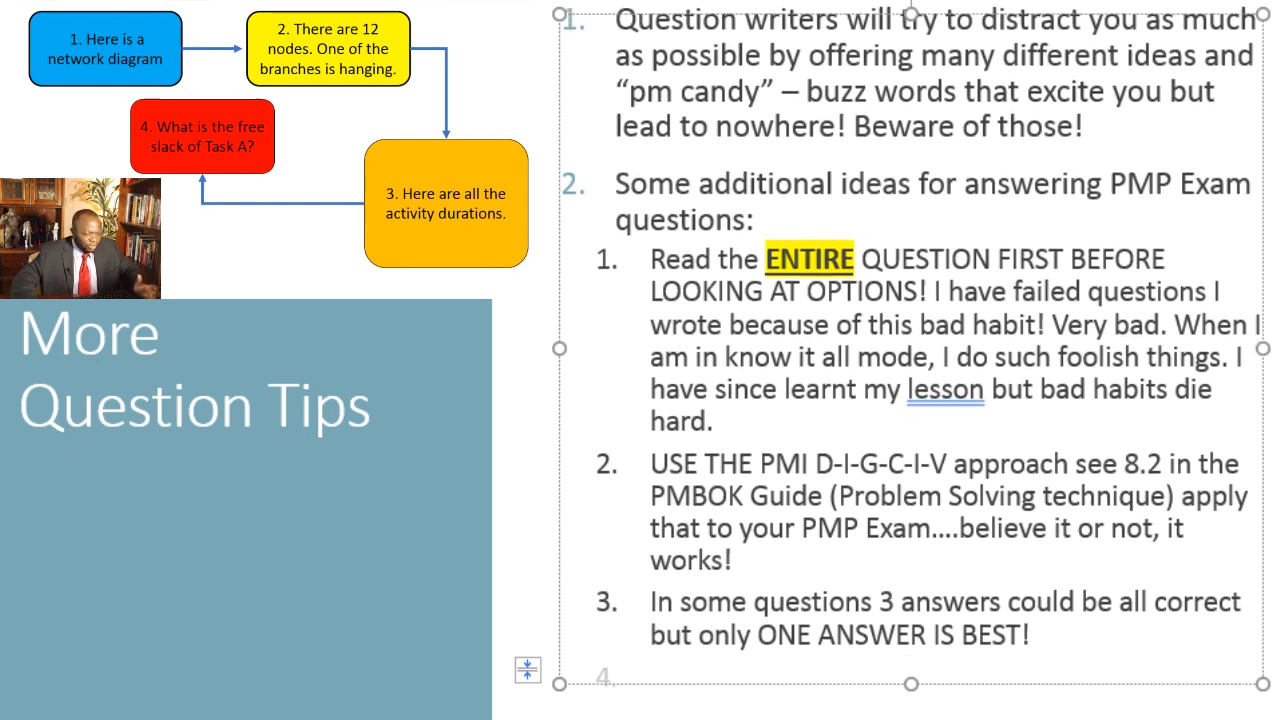 1. Here is a
network diagram
2. There are 12
nodes. One of the
branches is hanging.
3. Here are all the
activity durations.
4. What is the free
slack of Task A?
More
Question Tips
1. Question writers will try to distract you as much
as possible by offering many different ideas and
“pm candy” – buzz words that excite you but
lead to nowhere! Beware of those!
2. Some additional ideas for answering PMP Exam
questions:
1. Read the ENTIRE QUESTION FIRST BEFORE
LOOKING AT OPTIONS! I have failed questions I
wrote because of this bad habit! Very bad. When I
am in know it all mode, I do such foolish things. I
have since learnt my lesson but bad habits die
hard.
2. USE THE PMI D-I-G-C-I-V approach see 8.2 in the
PMBOK Guide (Problem Solving technique) apply
that to your PMP Exam....believe it or not, it
works!
3. In some questions 3 answers could be all correct
but only ONE ANSWER IS BEST!
4.